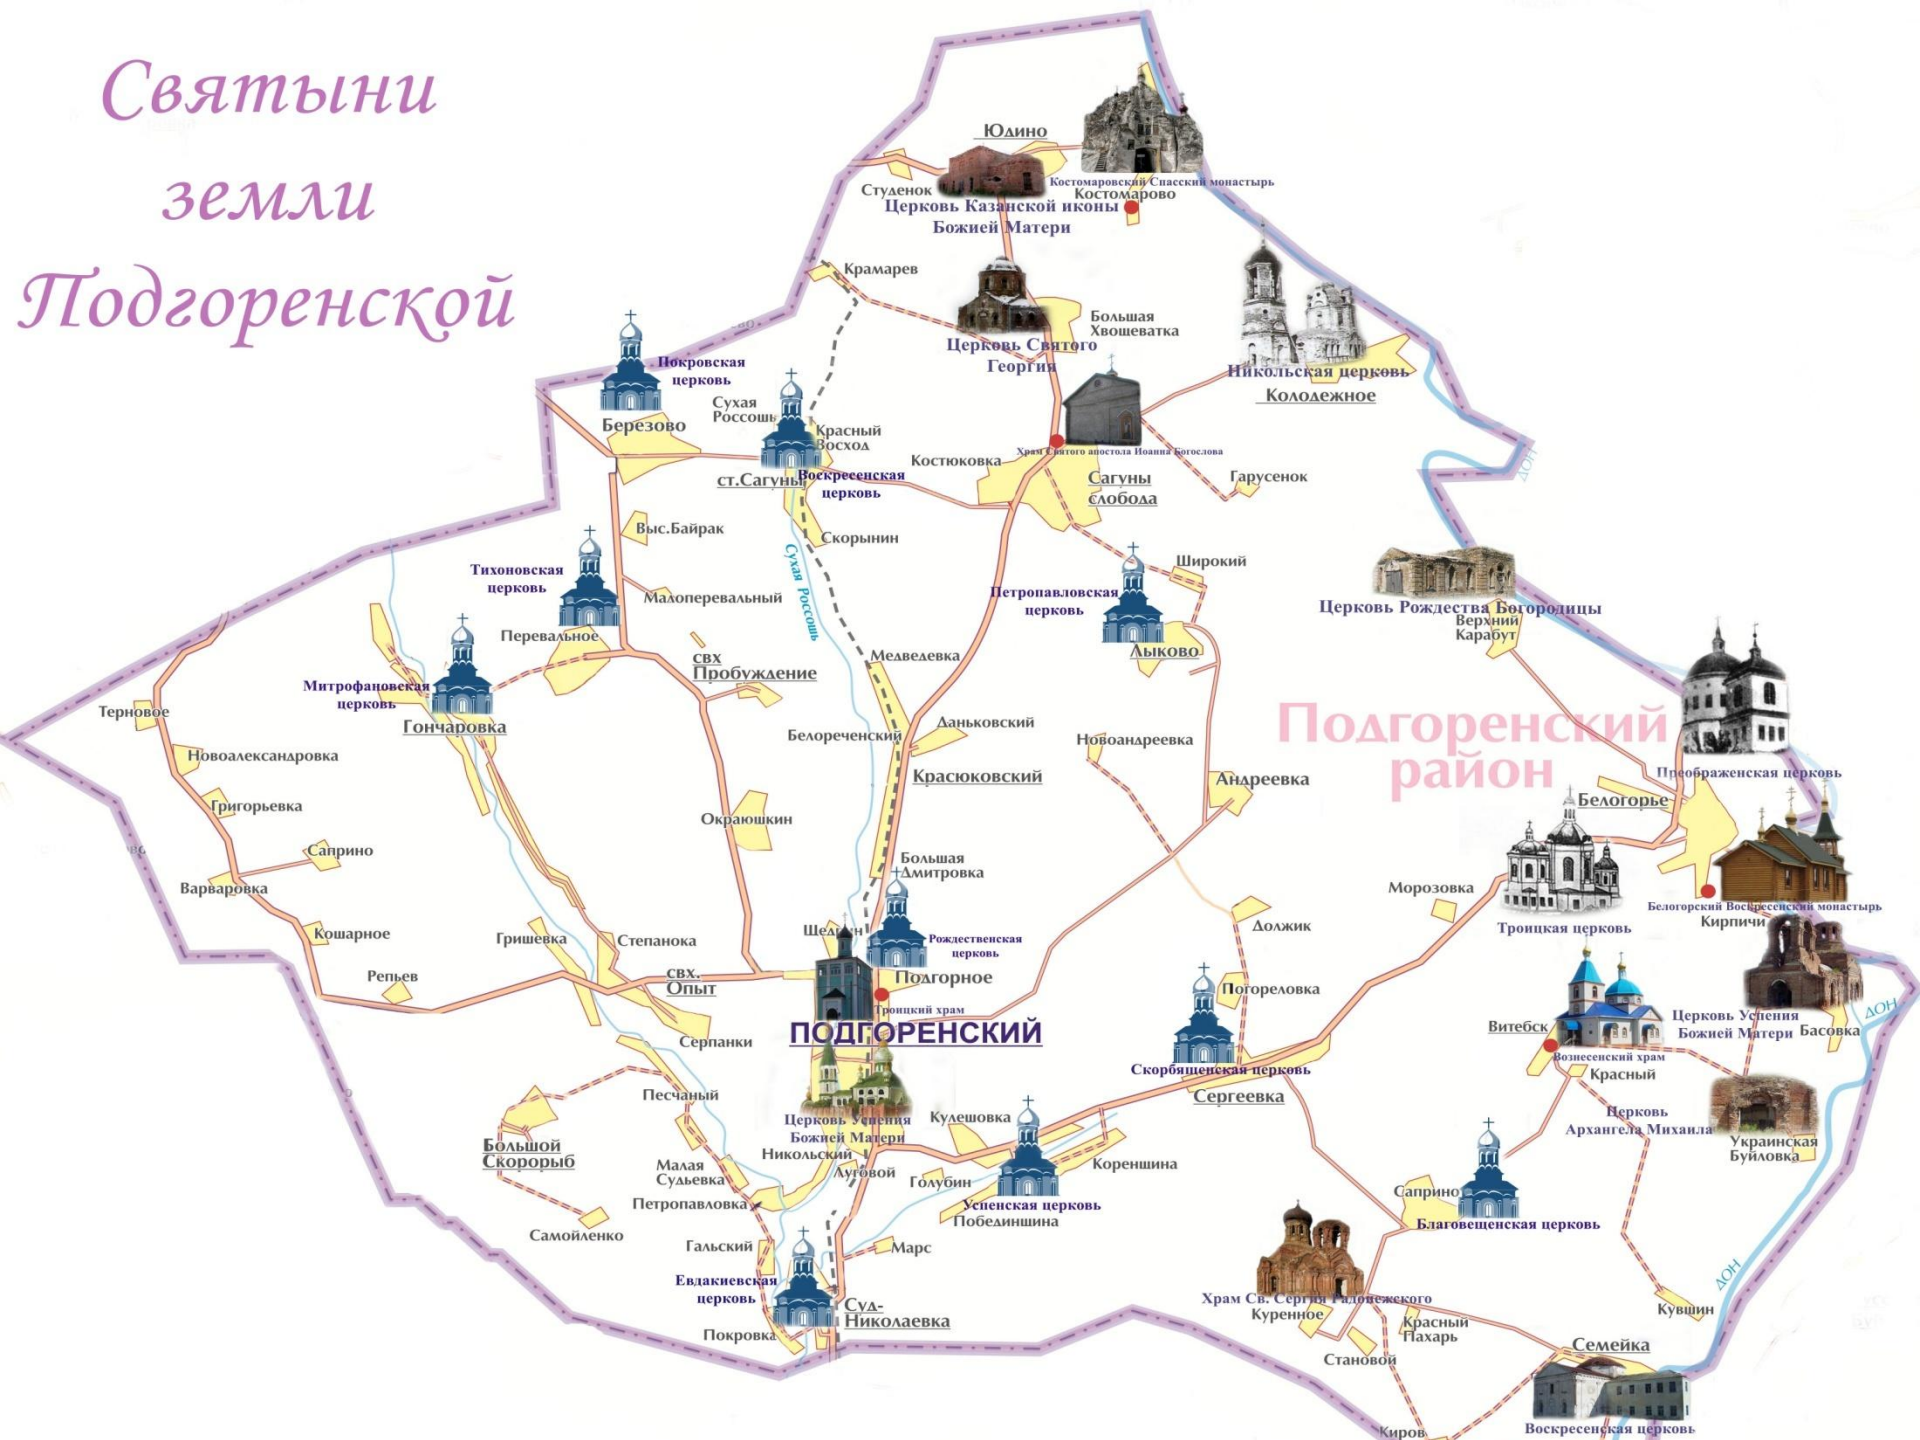 Святыни
земли
Подгоренской
Юдино
Студенок
Костомаровский Спасский монастырь
Костомарово
Церковь Казанской иконы
Божией Матери
Крамарев
Большая
Хвощеватка
Церковь Святого
Георгия
Никольская церковь
Колодежное
Покровская
церковь
Березово
Сухая
Россошь
Красный
Восход
ст.Сагуны
Воскресенская
церковь
Костюковка
Храм Святого апостола Иоанна Богослова
Сагуны
слобода
Гарусенок
ДОН
Выс.Байрак
Скорынин
Сухая Россошь
Тихоновская
церковь
Малоперевальный
Перевальное
Петропавловская
церковь
Широкий
Лыково
Церковь Рождества Богородицы
Верхний
Карабут
свх
Пробуждение
Медведевка
Митрофановская
церковь
Гончаровка
Терновое
Новоалександровка
Григорьевка
Белореченский
Даньковский
Красюковский
Новоандреевка
Андреевка
Подгоренский
район
Преображенская церковь
Белогорье
Окраюшкин
Саприно
Варваровка
Большая
Дмитровка
Морозовка
Троицкая церковь
Белогорский Воскресенский монастырь
Кирпичи
Кошарное
Гришевка
Степанока
Рождественская
церковь
Должик
Репьев
свх.
Опыт
Подгорное
Троицкий храм
ПОДГОРЕНСКИЙ
Погореловка
Серпанки
Витебск
Вознесенский храм
Красный
Церковь Успения
Божией Матери
Басовка
ДОН
Скорбященская церковь
Сергеевка
Песчаный
Церковь Успения
Божией Матери
Кулешовка
Церковь
Архангела Михаила
Украинская
Буйловка
Большой
Скорорыб
Никольский
Луговой
Малая
Судьевка
Петропавловка
Голубин
Кореншина
Успенская церковь
Побединшина
Саприно
Благовещенская церковь
Самойленко
Гальский
Марс
Евдакиевская
церковь
Суд-
Николаевка
Покровка
Храм Св. Сергия Радонежского
Куренное
Красный
Пахарь
Становой
Кувшин
ДОН
Семейка
Воскресенская церковь
Киров